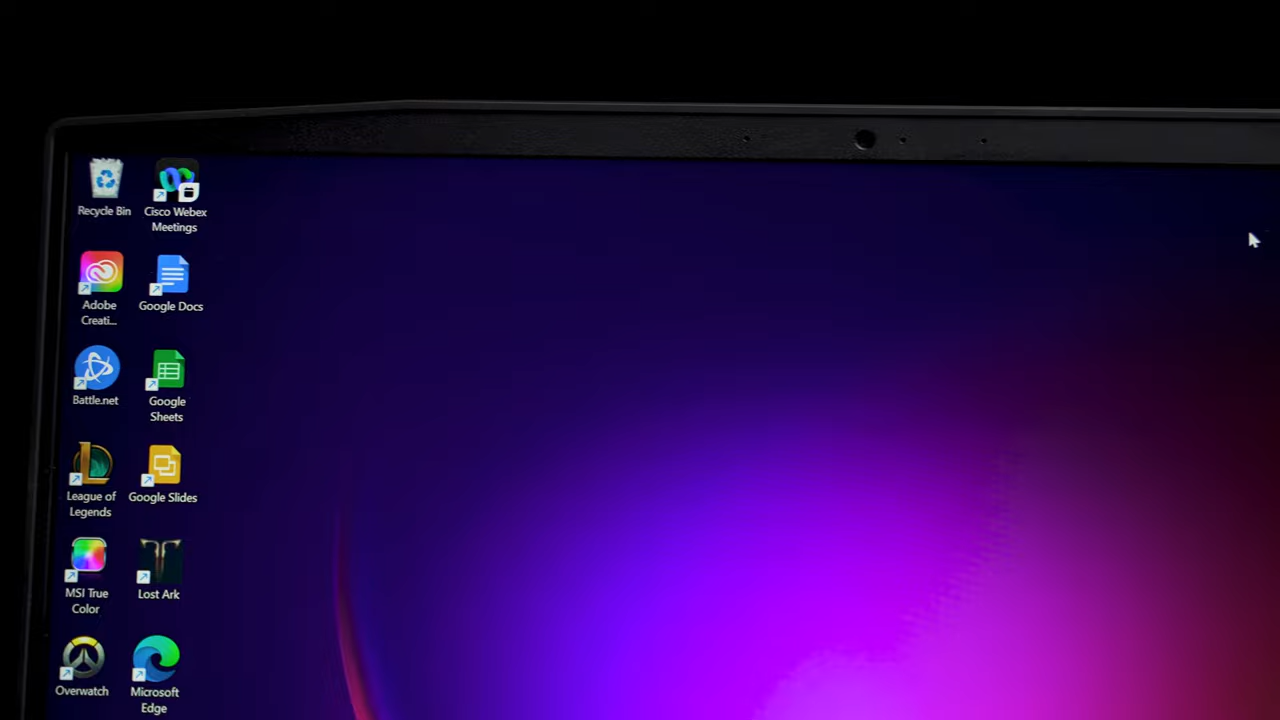 Recycle Bin
Cisco Webex
Meetings
Adobe
Creati...
Google Docs
Battle.net
Google
Sheets
League of
Legends
Google Slides
MSI True
Color
Lost Ark
Overwatch
Microsoft
Edge